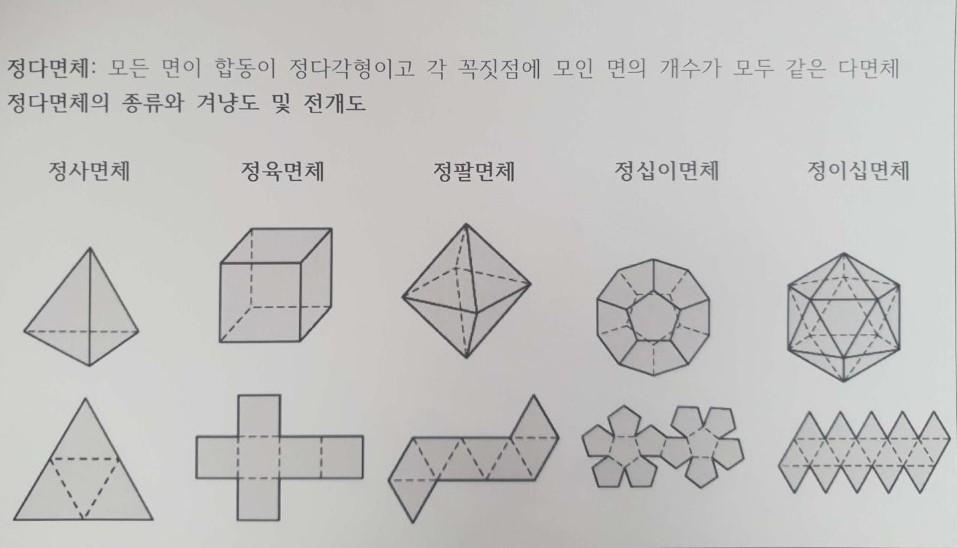 정다면체: 모든 면이 합동이 정다각형이고 각 꼭짓점에 모인 면의 개수가 모두 같은 다면체
정다면체의 종류와 겨냥도 및 전개도
정사면체 정육면체 정팔면체 정십이면체 정이십면체